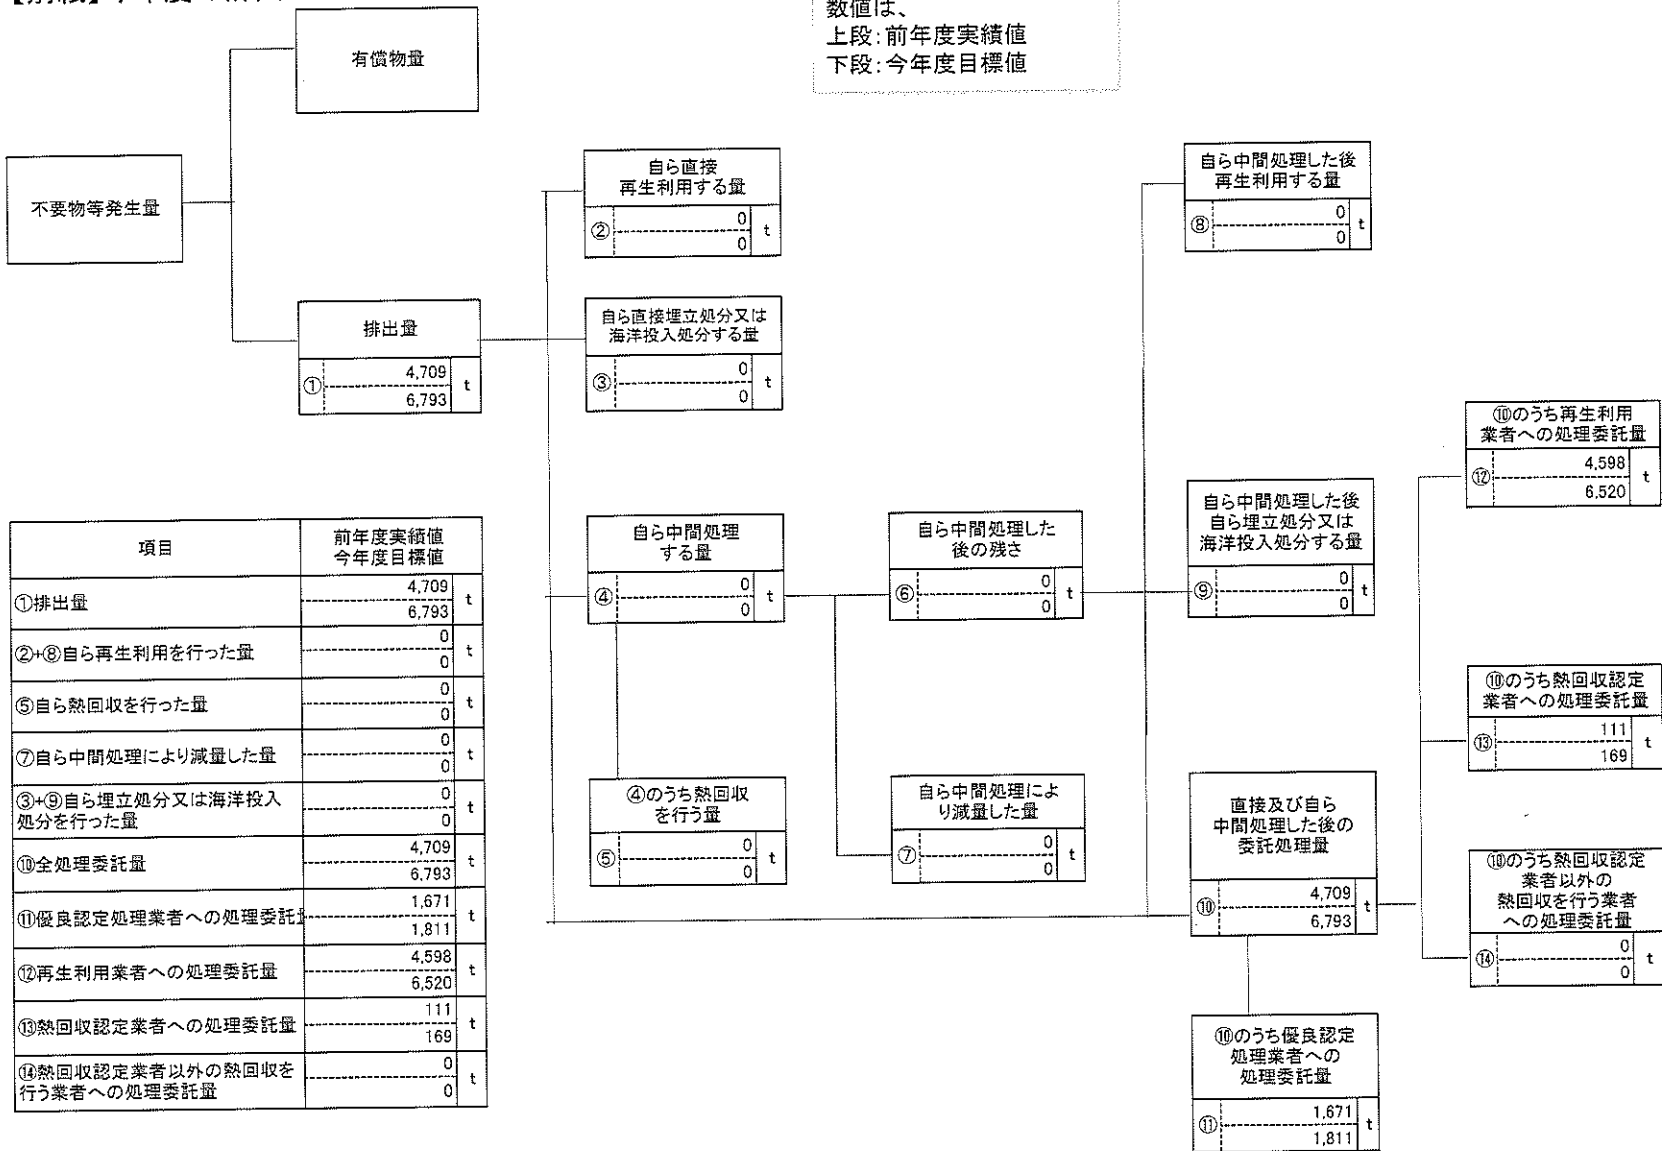 数値は、
上段:前年度実績値
下段:今年度目標値
有償物量
不要物等発生量
排出量
① 4,709 t
6,793
自ら直接
再生利用する量
② 0 t
0
自ら直接埋立処分又は
海洋投入処分する量
③ 0 t
0
自ら中間処理
する量
④ 0 t
0
④のうち熱回収
を行う量
⑤ 0 t
0
自ら中間処理した
後の残さ
⑥ 0 t
0
自ら中間処理によ
り減量した量
⑦ 0 t
0
自ら中間処理した後
再生利用する量
⑧ 0 t
0
自ら中間処理した後
自ら埋立処分又は
海洋投入処分する量
⑨ 0 t
0
直接及び自ら
中間処理した後の
委託処理量
⑩ 4,709 t
6,793
⑩のうち優良認定
処理業者への
処理委託量
⑪ 1,671 t
1,811
⑩のうち再生利用
業者への処理委託量
⑫ 4,598 t
6,520
⑩のうち熱回収認定
業者への処理委託量
⑬ 111 t
169
⑩のうち熱回収認定
業者以外の
熱回収を行う業者
への処理委託量
⑭ 0 t
0
項目 前年度実績値
今年度目標値
①排出量 4,709 t
6,793
②+⑧自ら再生利用を行った量 0 t
0
⑤自ら熱回収を行った量 0 t
0
⑦自ら中間処理により減量した量 0 t
0
③+⑨自ら埋立処分又は海洋投入
処分を行った量 0 t
0
⑩全処理委託量 4,709 t
6,793
⑪優良認定処理業者への処理委託 1,671 t
1,811
⑫再生利用業者への処理委託量 4,598 t
6,520
⑬熱回収認定業者への処理委託量 111 t
169
⑭熱回収認定業者以外の熱回収を
行う業者への処理委託量 0 t
0